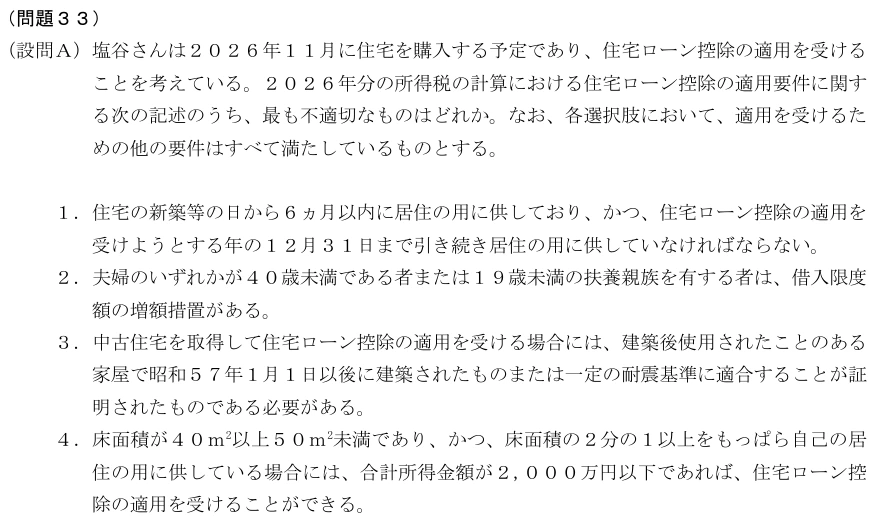 （問題３３）
（設問Ａ）塩谷さんは２０２６年１１月に住宅を購入する予定であり、住宅ローン控除の適用を受ける
ことを考えている。２０２６年分の所得税の計算における住宅ローン控除の適用要件に関す
る次の記述のうち、最も不適切なものはどれか。なお、各選択肢において、適用を受けるた
めの他の要件はすべて満たしているものとする。
１．住宅の新築等の日から６ヵ月以内に居住の用に供しており、かつ、住宅ローン控除の適用を
受けようとする年の１２月３１日まで引き続き居住の用に供していなければならない。
２．夫婦のいずれかが４０歳未満である者または１９歳未満の扶養親族を有する者は、借入限度
額の増額措置がある。
３．中古住宅を取得して住宅ローン控除の適用を受ける場合には、建築後使用されたことのある
家屋で昭和５７年１月１日以後に建築されたものまたは一定の耐震基準に適合することが証
明されたものである必要がある。
４．床面積が４０ｍ²以上５０ｍ²未満であり、かつ、床面積の２分の１以上をもっぱら自己の居
住の用に供している場合には、合計所得金額が２,０００万円以下であれば、住宅ローン控
除の適用を受けることができる。